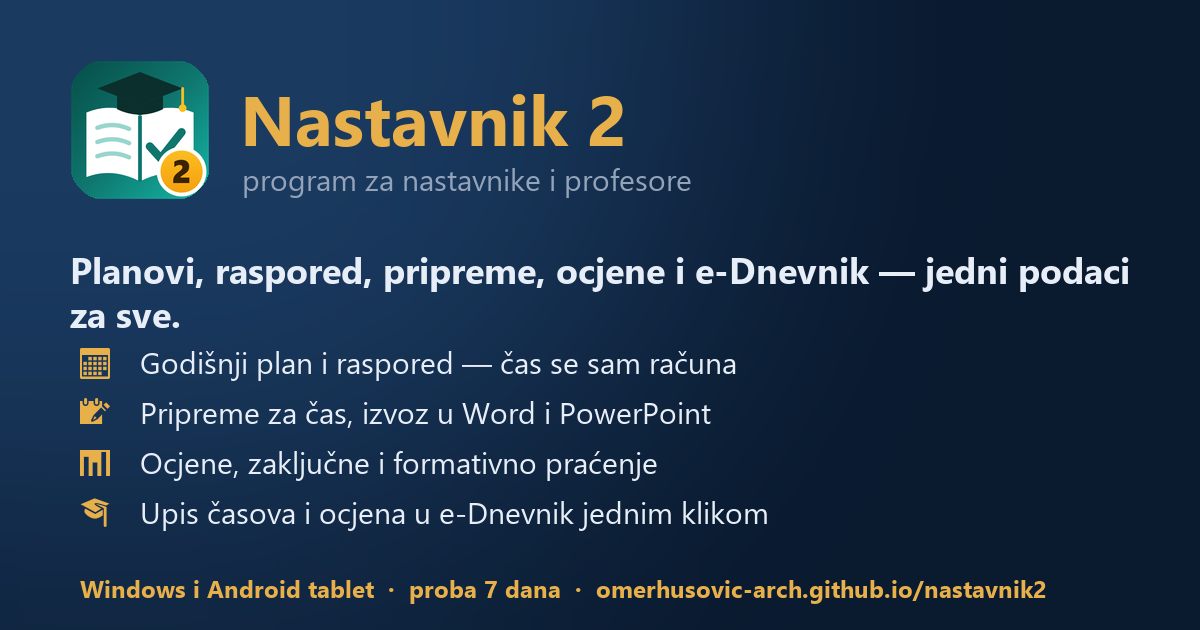 2
Nastavnik 2
program za nastavnike i profesore
Planovi, raspored, pripreme, ocjene i e-Dnevnik — jedni podaci
za sve.
Godišnji plan i raspored — čas se sam računa
Pripreme za čas, izvoz u Word i PowerPoint
Ocjene, zaključne i formativno praćenje
Upis časova i ocjena u e-Dnevnik jednim klikom
Windows i Android tablet · proba 7 dana · omerhusovic-arch.github.io/nastavnik2